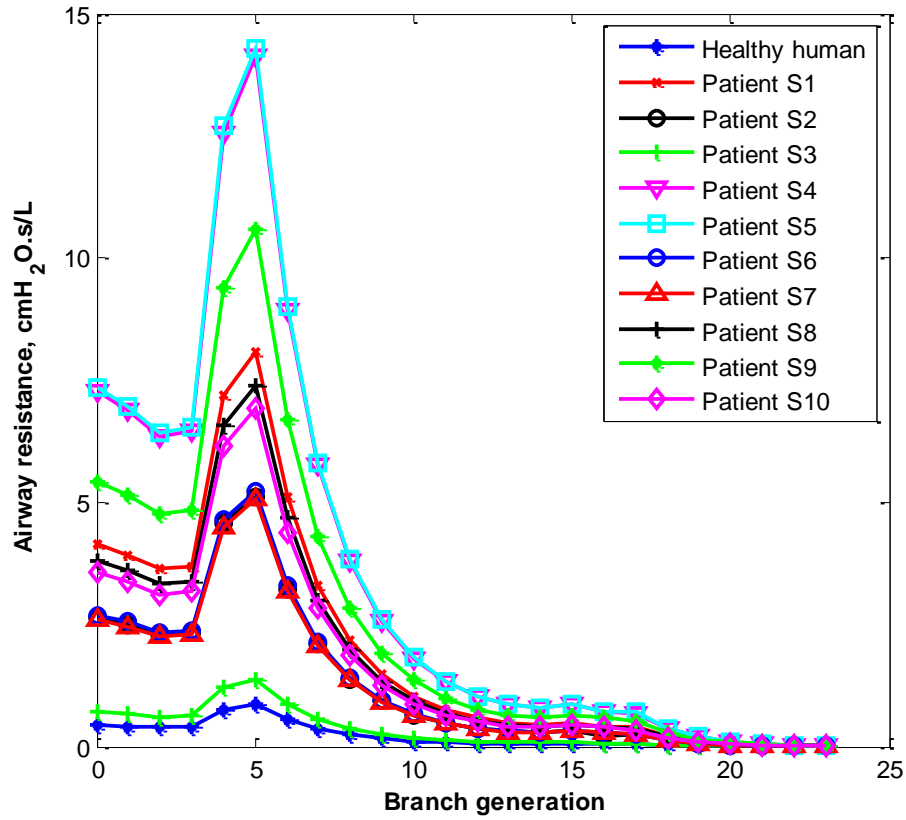 15
10
5
0
0
5
10
15
20
25
Airway resistance, cmH2O.s/L
Branch generation
Healthy human
Patient S1
Patient S2
Patient S3
Patient S4
Patient S5
Patient S6
Patient S7
Patient S8
Patient S9
Patient S10